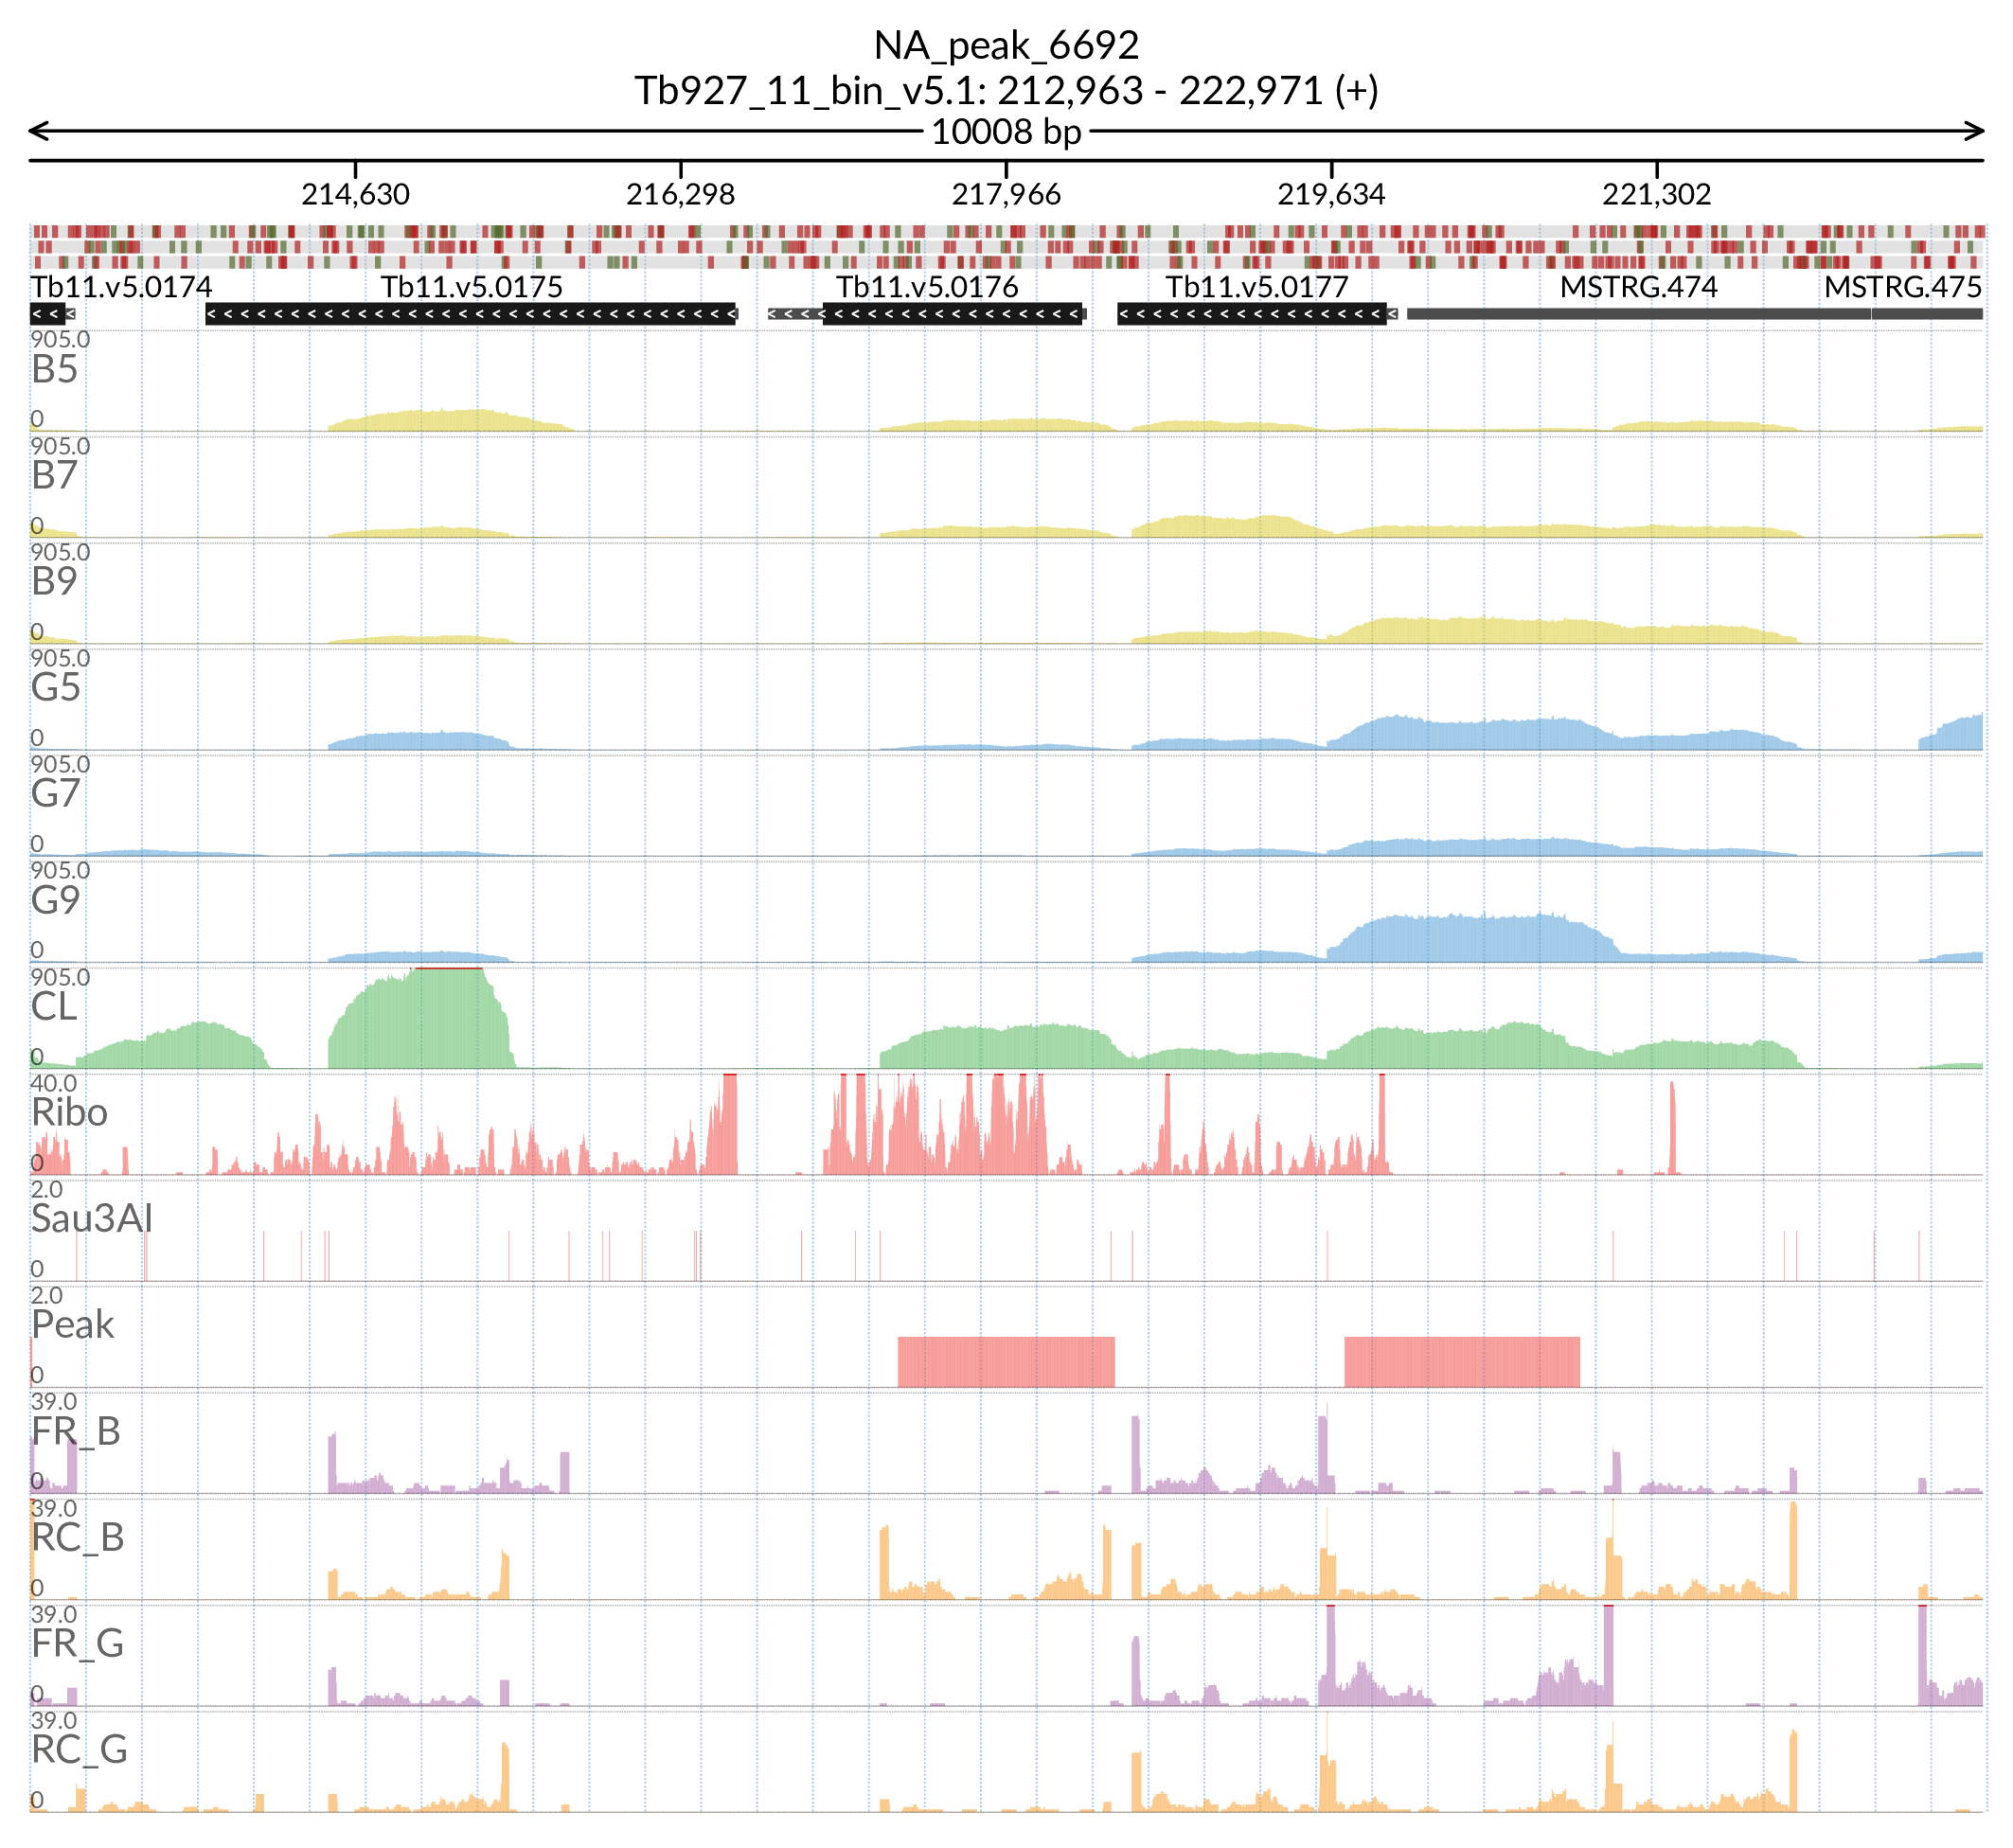 NA_peak_6692
Tb927_11_bin_v5.1: 212,963 - 222,971 (+)
10008 bp
214,630 216,298 217,966 219,634 221,302
Tb11.v5.0174 Tb11.v5.0175 Tb11.v5.0176 Tb11.v5.0177 MSTRG.474 MSTRG.475
905.0
B5
0
905.0
B7
0
905.0
B9
0
905.0
G5
0
905.0
G7
0
905.0
G9
0
905.0
CL
0
40.0
Ribo
0
2.0
Sau3AI
0
2.0
Peak
0
39.0
FR_B
0
39.0
RC_B
0
39.0
FR_G
0
39.0
RC_G
0